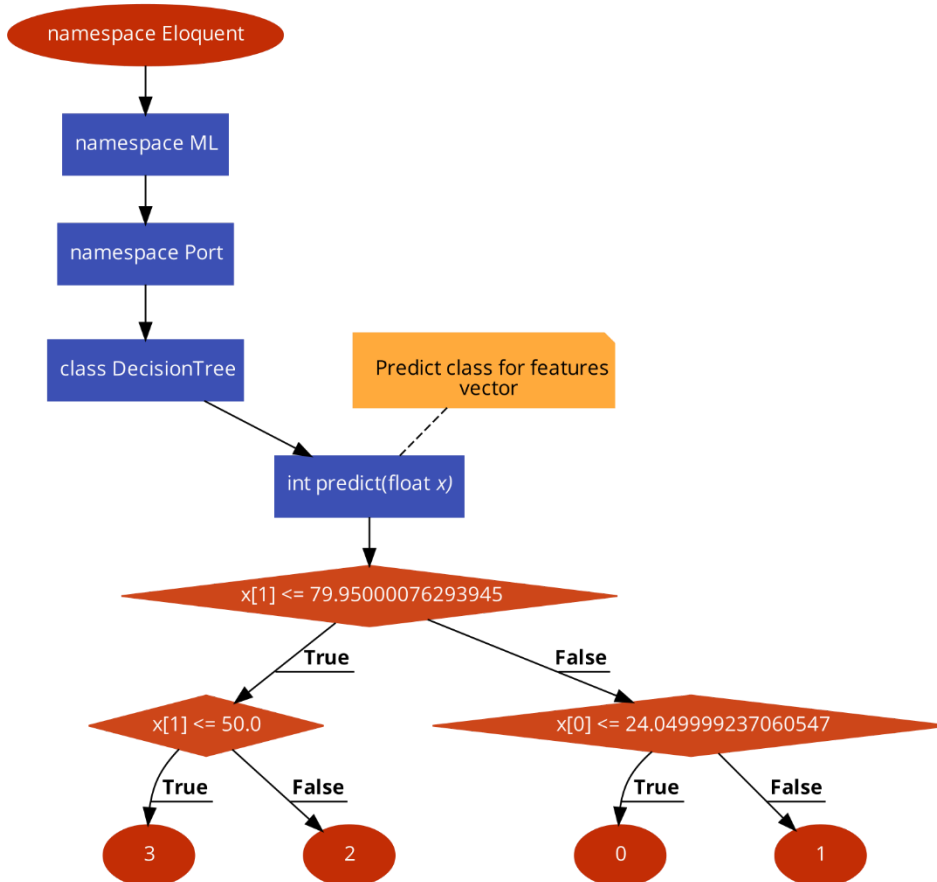 namespace Eloquent
namespace ML
namespace Port
class DecisionTree
Predict class for features
vector
int predict(float x)
x[1] <= 79.95000076293945
True
False
x[1] <= 50.0
x[0] <= 24.049999237060547
True
False
True
False
3
2
0
1